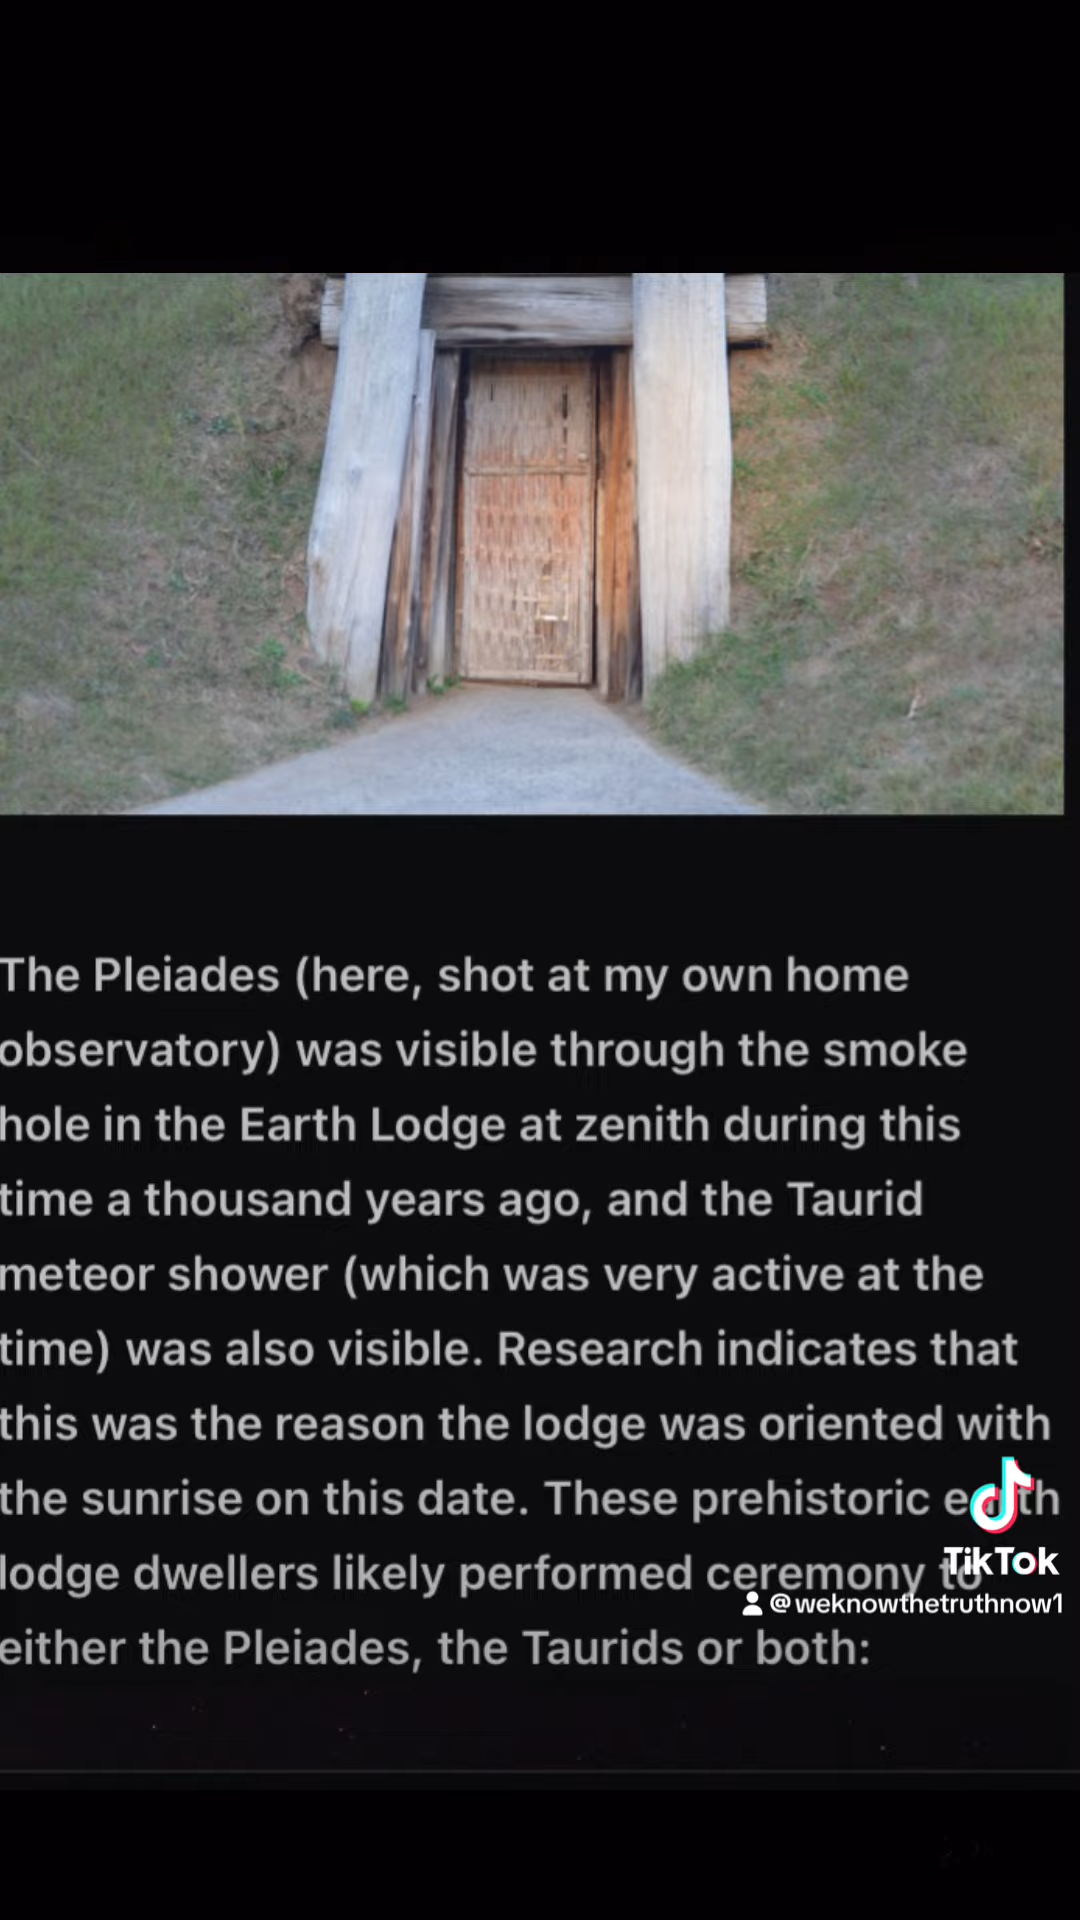 The Pleiades (here, shot at my own home
observatory) was visible through the smoke
hole in the Earth Lodge at zenith during this
time a thousand years ago, and the Taurid
meteor shower (which was very active at the
time) was also visible. Research indicates that
this was the reason the lodge was oriented with
the sunrise on this date. These prehistoric earth
lodge dwellers likely performed ceremony to
either the Pleiades, the Taurids or both:
TikTok
@weknowthetruthnow1